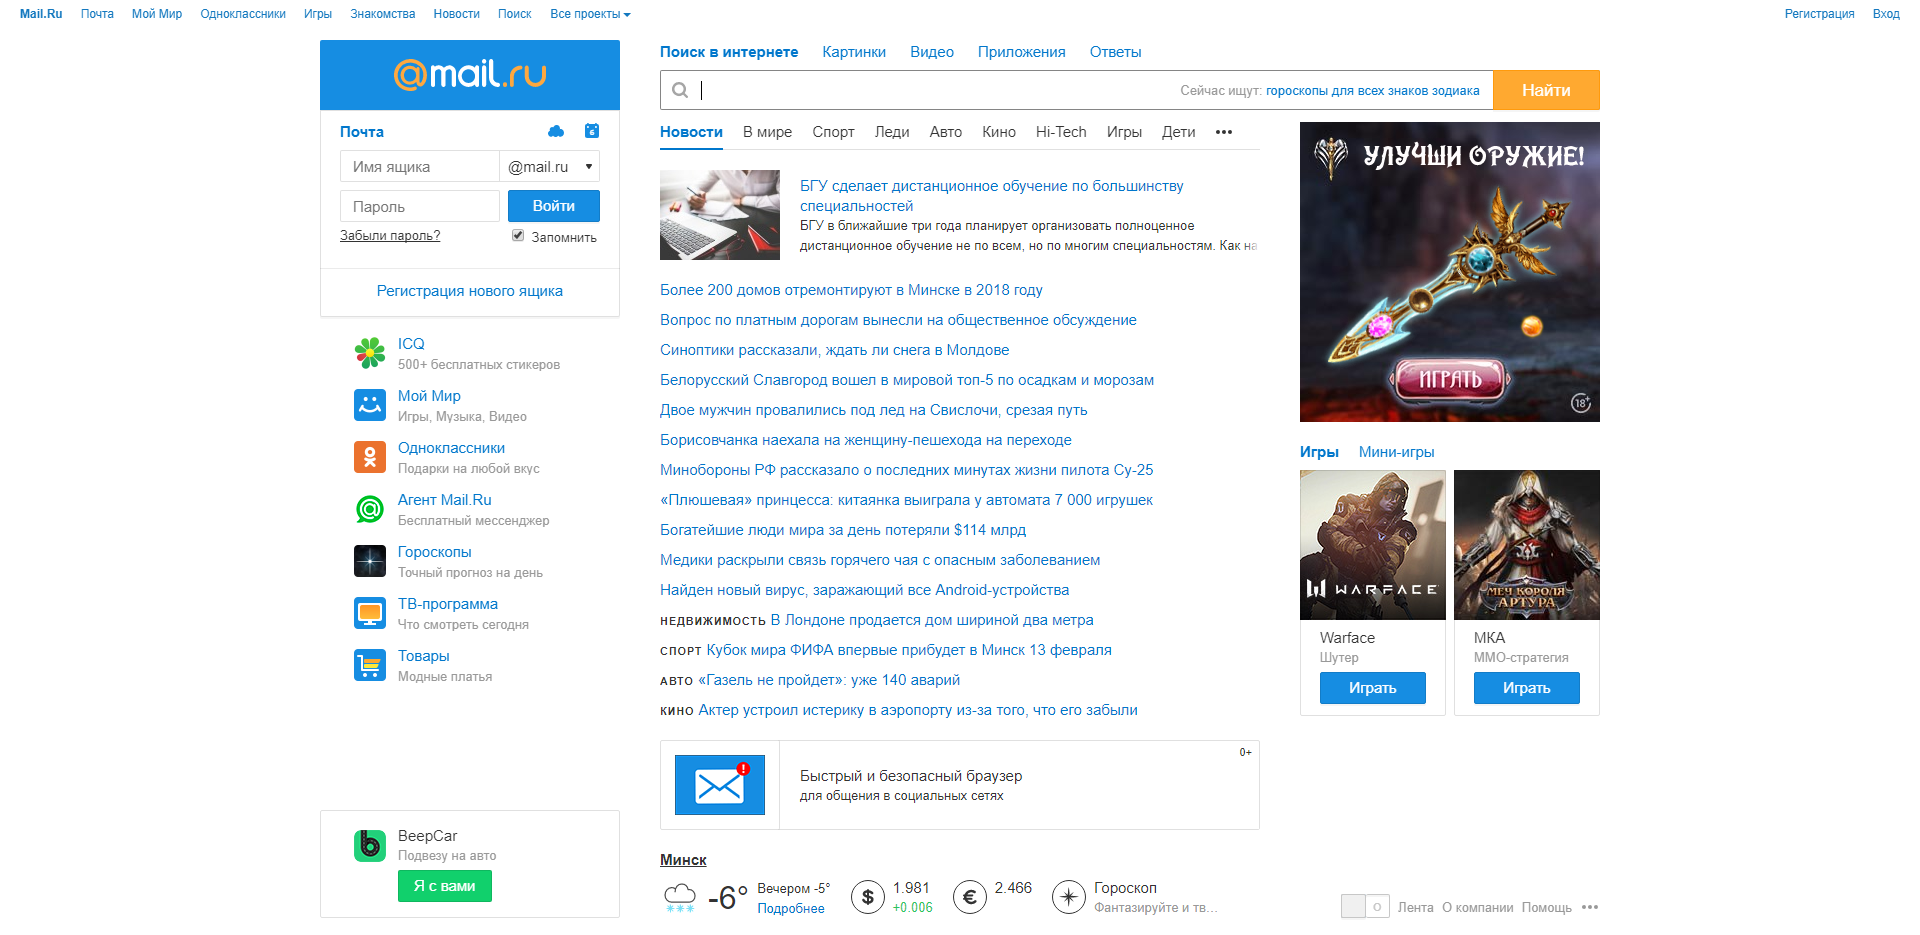 Mail.Ru Почта Мой Мир Одноклассники Игры Знакомства Новости Поиск Все проекты Регистрация Вход
@mail.ru
Почта
6
Имя ящика @mail.ru
Пароль Войти
Забыли пароль? Запомнить
Регистрация нового ящика
ICQ
500+ бесплатных стикеров
Мой Мир
Игры, Музыка, Видео
Одноклассники
Подарки на любой вкус
Агент Mail.Ru
Бесплатный мессенджер
Гороскопы
Точный прогноз на день
ТВ-программа
Что смотреть сегодня
Товары
Модные платья
BeepCar
Подвезу на авто
Я с вами
Поиск в интернете Картинки Видео Приложения Ответы
Сейчас ищут: гороскопы для всех знаков зодиака Найти
Новости В мире Спорт Леди Авто Кино Hi-Tech Игры Дети •••
БГУ сделает дистанционное обучение по большинству
специальностей
БГУ в ближайшие три года планирует организовать полноценное
дистанционное обучение не по всем, но по многим специальностям. Как на
Более 200 домов отремонтируют в Минске в 2018 году
Вопрос по платным дорогам вынесли на общественное обсуждение
Синоптики рассказали, ждать ли снега в Молдове
Белорусский Славгород вошел в мировой топ-5 по осадкам и морозам
Двое мужчин провалились под лед на Свислочи, срезая путь
Борисовчанка наехала на женщину-пешехода на переходе
Минобороны РФ рассказало о последних минутах жизни пилота Су-25
«Плюшевая» принцесса: китаянка выиграла у автомата 7 000 игрушек
Богатейшие люди мира за день потеряли $114 млрд
Медики раскрыли связь горячего чая с опасным заболеванием
Найден новый вирус, заражающий все Android-устройства
НЕДВИЖИМОСТЬ В Лондоне продается дом шириной два метра
СПОРТ Кубок мира ФИФА впервые прибудет в Минск 13 февраля
АВТО «Газель не пройдет»: уже 140 аварий
КИНО Актер устроил истерику в аэропорту из-за того, что его забыли
0+
Быстрый и безопасный браузер
для общения в социальных сетях
Минск
-6° Вечером -5° $ 1.981 € 2.466 Гороскоп
Подробнее +0.006 Фантазируйте и тв...
УЛУЧШИ ОРУЖИЕ!
ИГРАТЬ
18+
Игры Мини-игры
WARFACE
МЕЧ КОРОЛЯ
АРТУРА
Warface МКА
Шутер ММО-стратегия
Играть Играть
Лента О компании Помощь •••